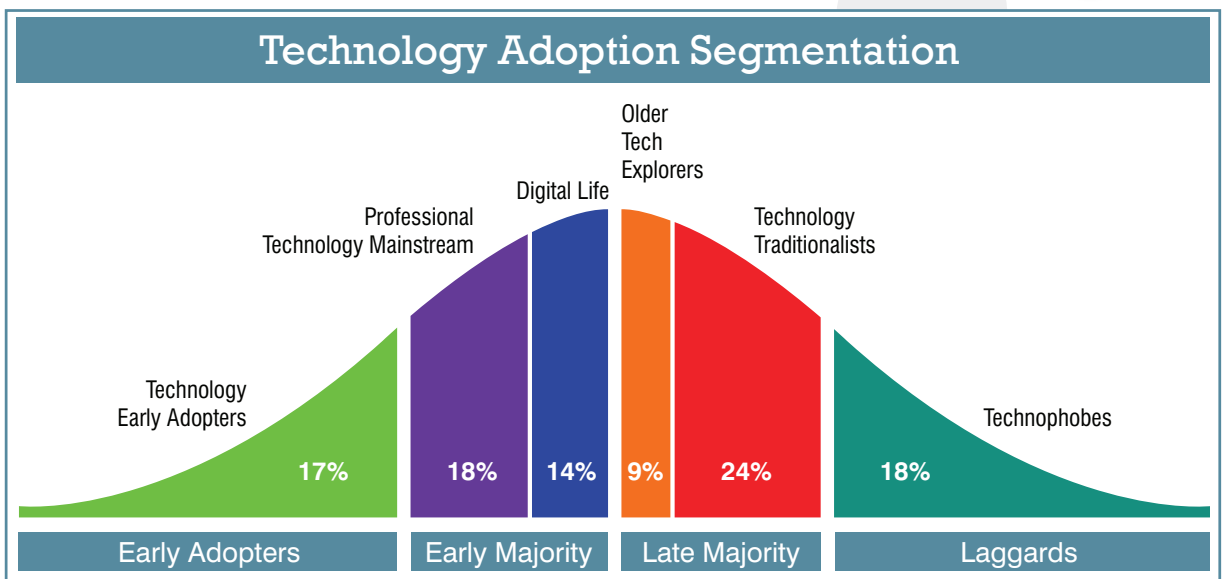 Technology Adoption Segmentation
Older
Tech
Explorers
Digital Life
Professional
Technology Mainstream
Technology
Traditionalists
Technology
Early Adopters
Technophobes
17%
18%
14%
9%
24%
18%
Early Adopters
Early Majority
Late Majority
Laggards